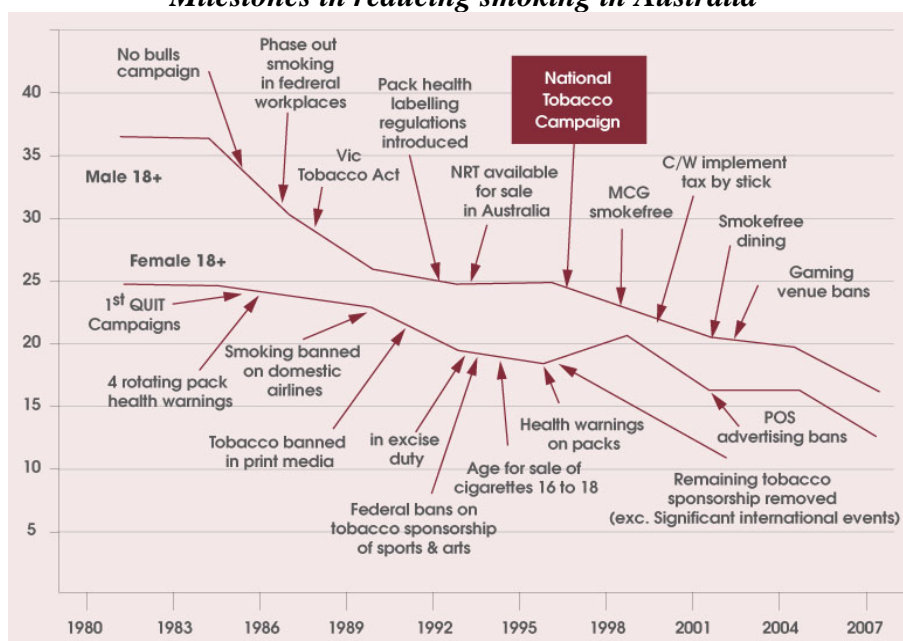 Milestones in reducing smoking in Australia
No bulls
campaign
Phase out
smoking
in fedreral
workplaces
Pack health
labelling
regulations
introduced
National
Tobacco
Campaign
Vic
Tobacco Act
NRT available
for sale
in Australia
MCG
smokefree
C/W implement
tax by stick
Smokefree
dining
Gaming
venue bans
Male 18+
Female 18+
1st QUIT
Campaigns
4 rotating pack
health warnings
Smoking banned
on domestic
airlines
Tobacco banned
in print media
in excise
duty
Federal bans on
tobacco sponsorship
of sports & arts
Age for sale of
cigarettes 16 to 18
Health warnings
on packs
POS
advertising bans
Remaining tobacco
sponsorship removed
(exc. Significant international events)
40
35
30
25
20
15
10
5
1980 1983 1986 1989 1992 1995 1998 2001 2004 2007